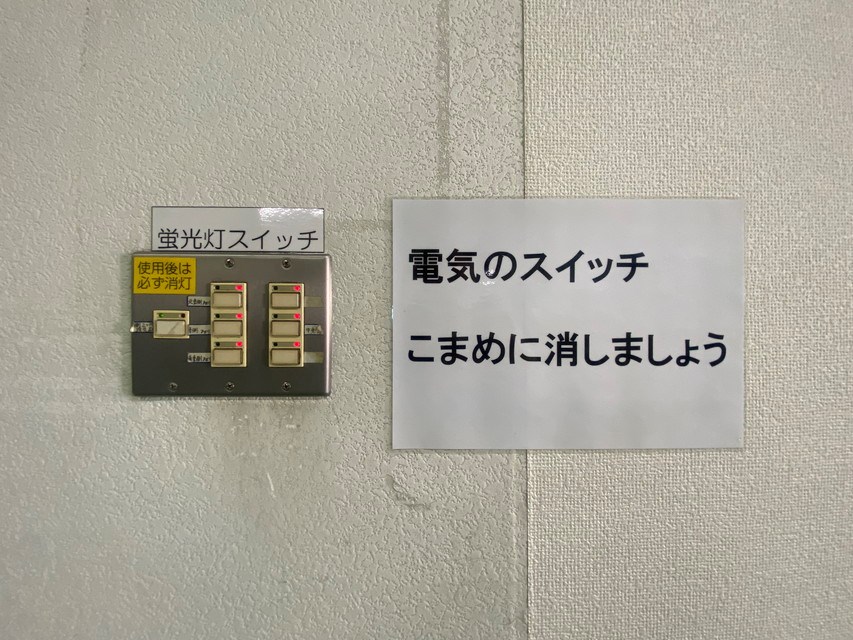 蛍光灯スイッチ
使用後は
必ず消灯
電気のスイッチ
こまめに消しましょう